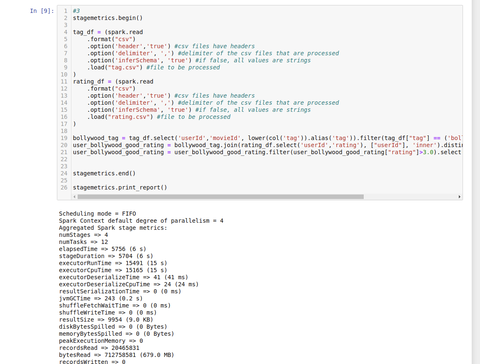 In [9]:
1 #3
2 stagemetrics.begin()
3
4 tag_df = (spark.read
5 .format("csv")
6 .option('header','true') #csv files have headers
7 .option('delimiter', ',') #delimiter of the csv files that are processed
8 .option('inferSchema', 'true') #if false, all values are strings
9 .load("tag.csv") #file to be processed
10 )
11 rating_df = (spark.read
12 .format("csv")
13 .option('header','true') #csv files have headers
14 .option('delimiter', ',') #delimiter of the csv files that are processed
15 .option('inferSchema', 'true') #if false, all values are strings
16 .load("rating.csv") #file to be processed
17 )
18
19 bollywood_tag = tag_df.select('userId','movieId', lower(col('tag')).alias('tag')).filter(tag_df["tag"] == ('bol
20 user_bollywood_good_rating = bollywood_tag.join(rating_df.select('userId','rating'), ["userId"], 'inner').distin
21 user_bollywood_good_rating = user_bollywood_good_rating.filter(user_bollywood_good_rating["rating"]>3.0).select
22
23
24 stagemetrics.end()
25
26 stagemetrics.print_report()
Scheduling mode = FIFO
Spark Context default degree of parallelism = 4
Aggregated Spark stage metrics:
numStages => 4
numTasks => 12
elapsedTime => 5756 (6 s)
stageDuration => 5704 (6 s)
executorRunTime => 15491 (15 s)
executorCpuTime => 15165 (15 s)
executorDeserializeTime => 41 (41 ms)
executorDeserializeCpuTime => 24 (24 ms)
resultSerializationTime => 0 (0 ms)
jvmGCTime => 243 (0.2 s)
shuffleFetchWaitTime => 0 (0 ms)
shuffleWriteTime => 0 (0 ms)
resultSize => 9954 (9.0 KB)
diskBytesSpilled => 0 (0 Bytes)
memoryBytesSpilled => 0 (0 Bytes)
peakExecutionMemory => 0
recordsRead => 20465831
bytesRead => 712758581 (679.0 MB)
recordsWritten => 0